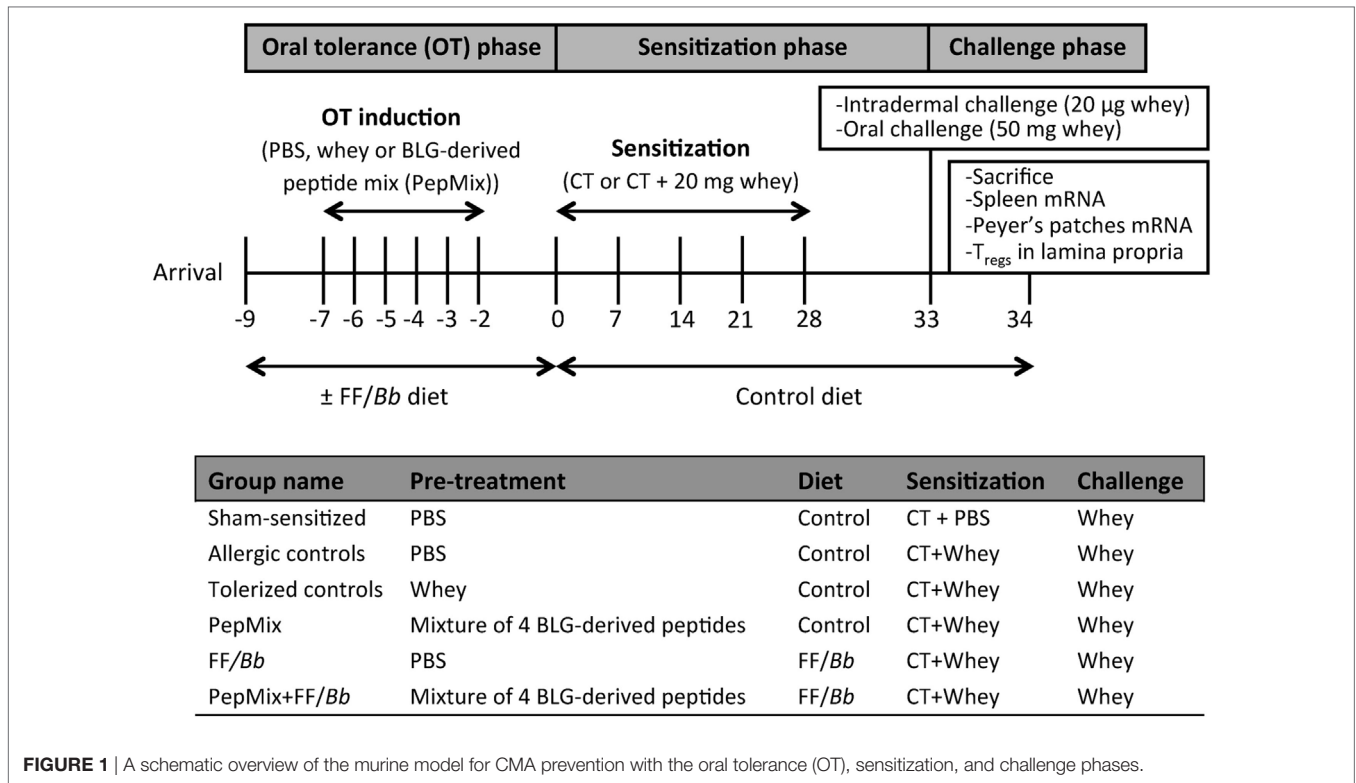 Oral tolerance (OT) phase Sensitization phase Challenge phase
-Intradermal challenge (20 µg whey)
-Oral challenge (50 mg whey)
OT induction
(PBS, whey or BLG-derived
peptide mix (PepMix))
Sensitization
(CT or CT + 20 mg whey)
-Sacrifice
-Spleen mRNA
-Peyer's patches mRNA
-Tregs in lamina propria
Arrival
-9 -7 -6 -5 -4 -3 -2 0 7 14 21 28 33 34
± FF/Bb diet Control diet
Group name Pre-treatment Diet Sensitization Challenge
Sham-sensitized PBS Control CT + PBS Whey
Allergic controls PBS Control CT+Whey Whey
Tolerized controls Whey Control CT+Whey Whey
PepMix Mixture of 4 BLG-derived peptides Control CT+Whey Whey
FF/Bb PBS FF/Bb CT+Whey Whey
PepMix+FF/Bb Mixture of 4 BLG-derived peptides FF/Bb CT+Whey Whey
FIGURE 1 | A schematic overview of the murine model for CMA prevention with the oral tolerance (OT), sensitization, and challenge phases.